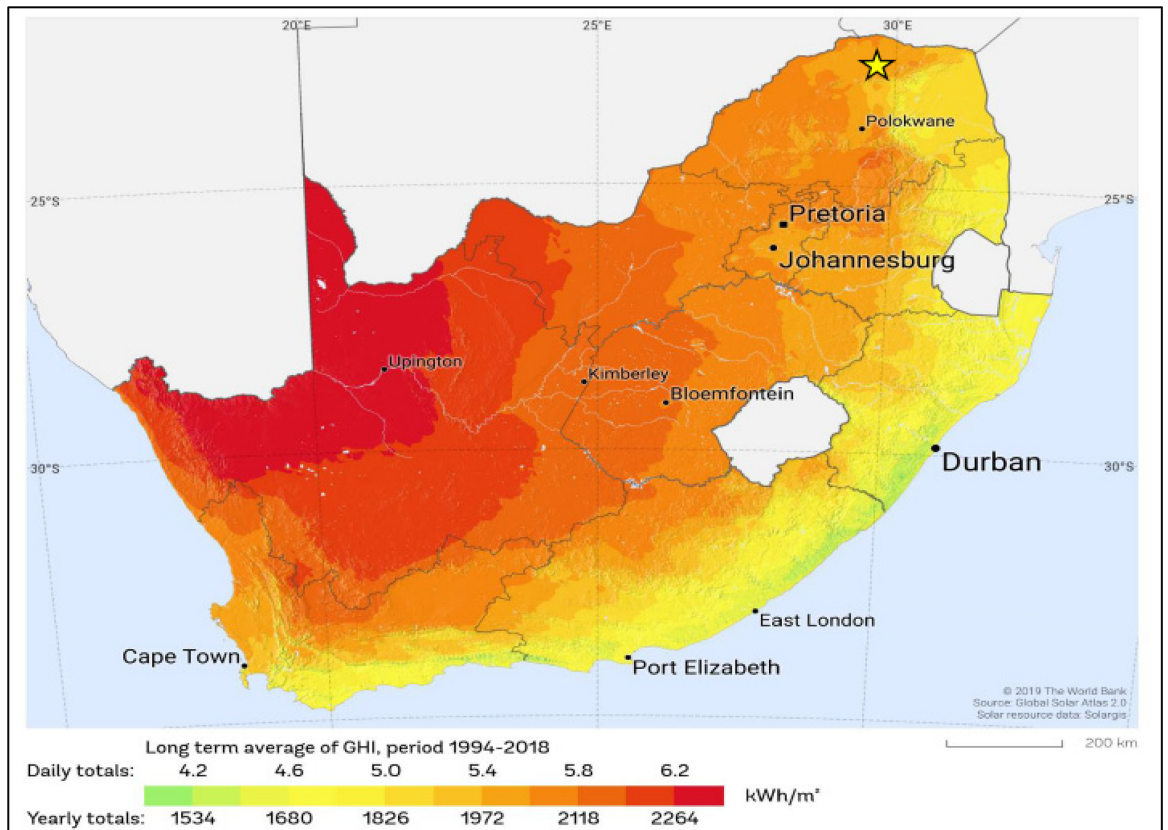 20°E 25°E 30°E
Polokwane
25°S 25°S
Pretoria
Johannesburg
Upington
Kimberley
Bloemfontein
30°S 30°S
Durban
East London
Cape Town
Port Elizabeth
© 2019 The World Bank
Source: Global Solar Atlas 2.0
Solar resource data: Solargis
Long term average of GHI, period 1994-2018
200 km
Daily totals: 4.2 4.6 5.0 5.4 5.8 6.2
kWh/m²
Yearly totals: 1534 1680 1826 1972 2118 2264